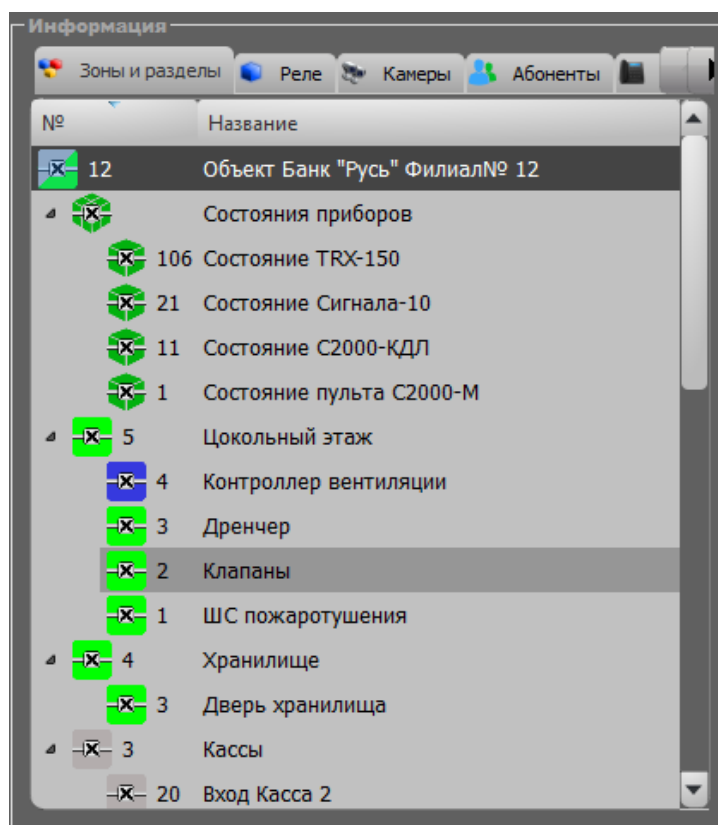 Информация
Зоны и разделы Реле Камеры Абоненты
№ Название
12 Объект Банк "Русь" Филиал№ 12
Состояния приборов
106 Состояние TRX-150
21 Состояние Сигнала-10
11 Состояние С2000-КДЛ
1 Состояние пульта С2000-М
5 Цокольный этаж
4 Контроллер вентиляции
3 Дренчер
2 Клапаны
1 ШС пожаротушения
4 Хранилище
3 Дверь хранилища
3 Кассы
20 Вход Касса 2